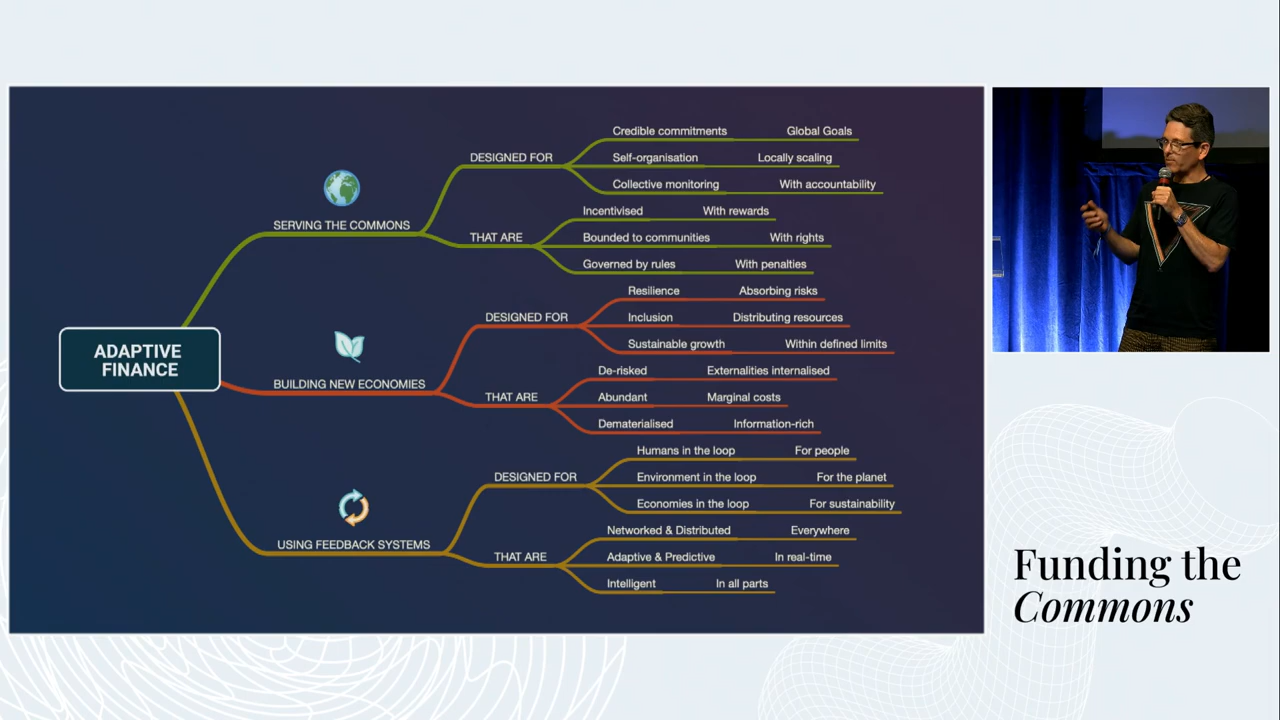 ADAPTIVE
FINANCE
SERVING THE COMMONS
DESIGNED FOR
Credible commitments Global Goals
Self-organisation Locally scaling
Collective monitoring With accountability
THAT ARE
Incentivised With rewards
Bounded to communities With rights
Governed by rules With penalties
BUILDING NEW ECONOMIES
DESIGNED FOR
Resilience Absorbing risks
Inclusion Distributing resources
Sustainable growth Within defined limits
THAT ARE
De-risked Externalities internalised
Abundant Marginal costs
Dematerialised Information-rich
USING FEEDBACK SYSTEMS
DESIGNED FOR
Humans in the loop For people
Environment in the loop For the planet
Economies in the loop For sustainability
THAT ARE
Networked & Distributed Everywhere
Adaptive & Predictive In real-time
Intelligent In all parts
Funding the
Commons